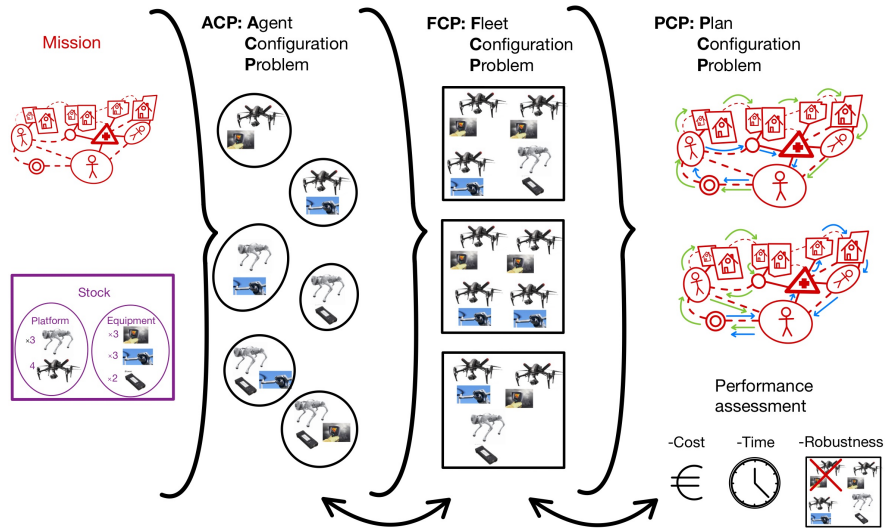 Mission
ACP: Agent
Configuration
Problem
FCP: Fleet
Configuration
Problem
PCP: Plan
Configuration
Problem
Stock
Platform
×3
4
Equipment
×3
×3
×2
Performance
assessment
-Cost
-Time
-Robustness